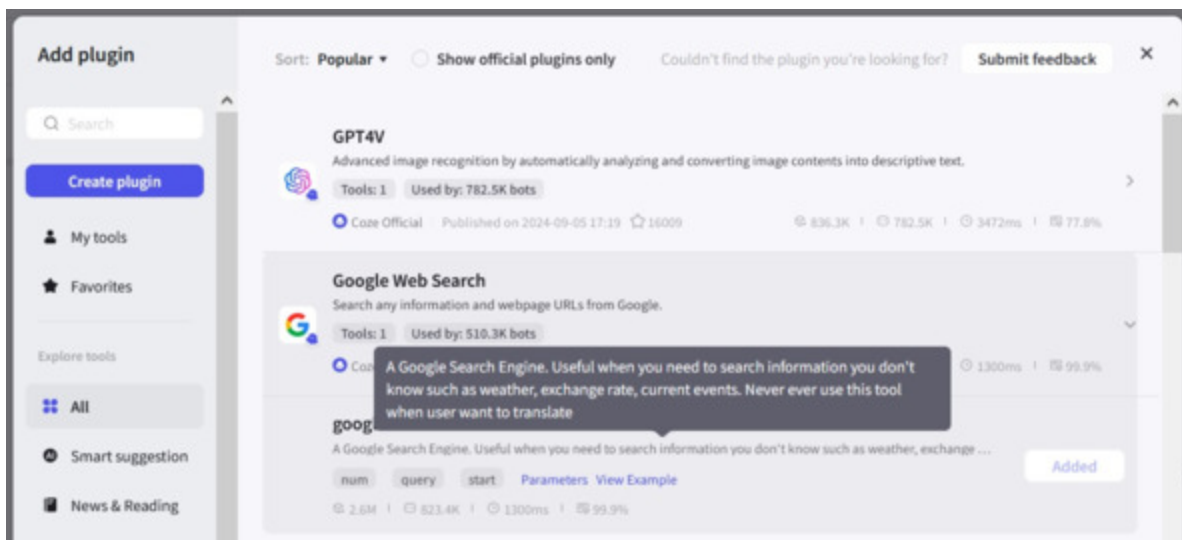 Add plugin
Search
Create plugin
My tools
Favorites
Explore tools
All
Smart suggestion
News & Reading
Sort: Popular
Show official plugins only
Couldn't find the plugin you're looking for?
Submit feedback
GPT4V
Advanced image recognition by automatically analyzing and converting image contents into descriptive text.
Tools: 1 Used by: 782.5K bots
Coze Official Published on 2024-09-05 17:19 16009 836.3K 782.5K 3472ms 77.8%
Google Web Search
Search any information and webpage URLs from Google.
Tools: 1 Used by: 510.3K bots
1300ms 99.9%
A Google Search Engine. Useful when you need to search information you don't
know such as weather, exchange rate, current events. Never ever use this tool
when user want to translate
goog
A Google Search Engine. Useful when you need to search information you don't know such as weather, exchange ...
Added
num query start Parameters View Example
2.6M 823.4K 1300ms 99.9%